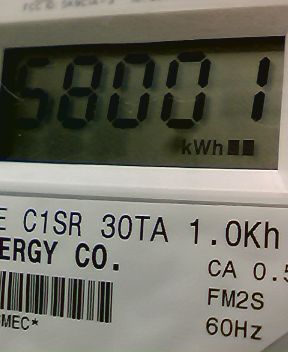 58001
kWh
E C1SR 30TA 1.0Kh
ERGY CO.
CA 0.5
FM2S
MEC*
60Hz